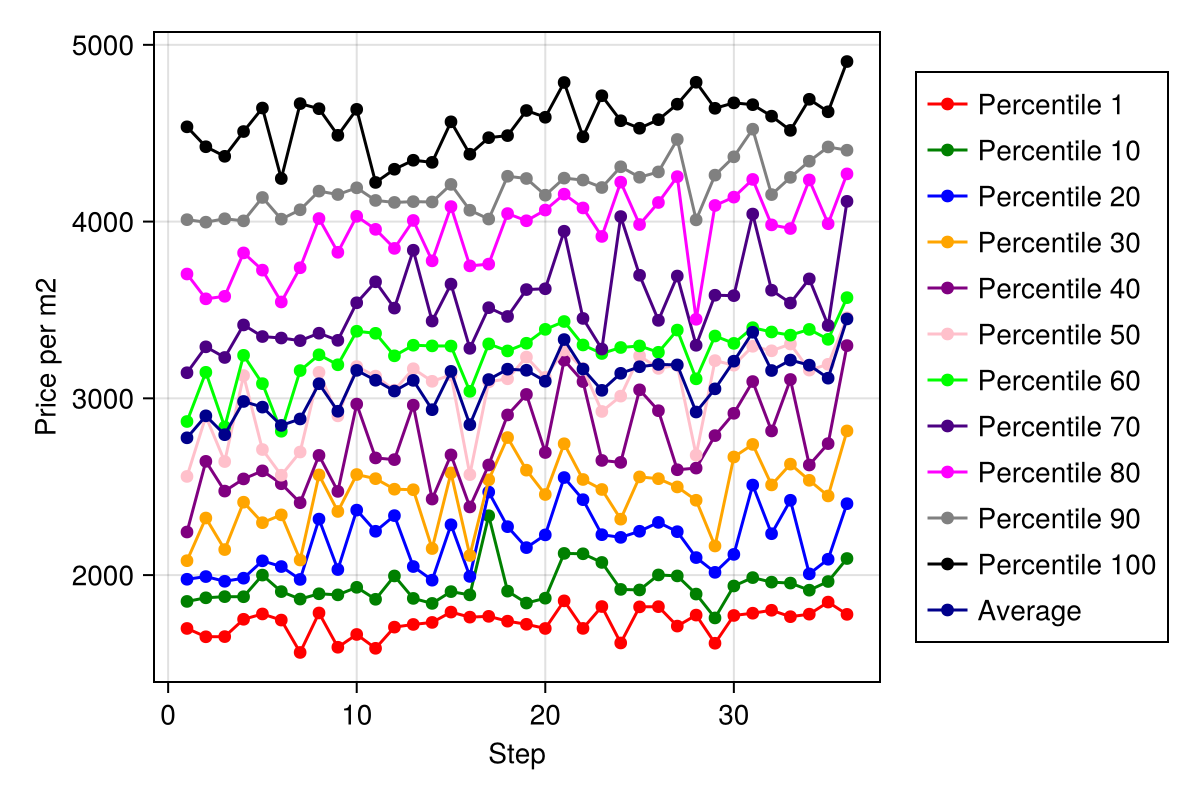 5000
4000
3000
2000
Price per m2
0 10 20 30
Step
Percentile 1
Percentile 10
Percentile 20
Percentile 30
Percentile 40
Percentile 50
Percentile 60
Percentile 70
Percentile 80
Percentile 90
Percentile 100
Average